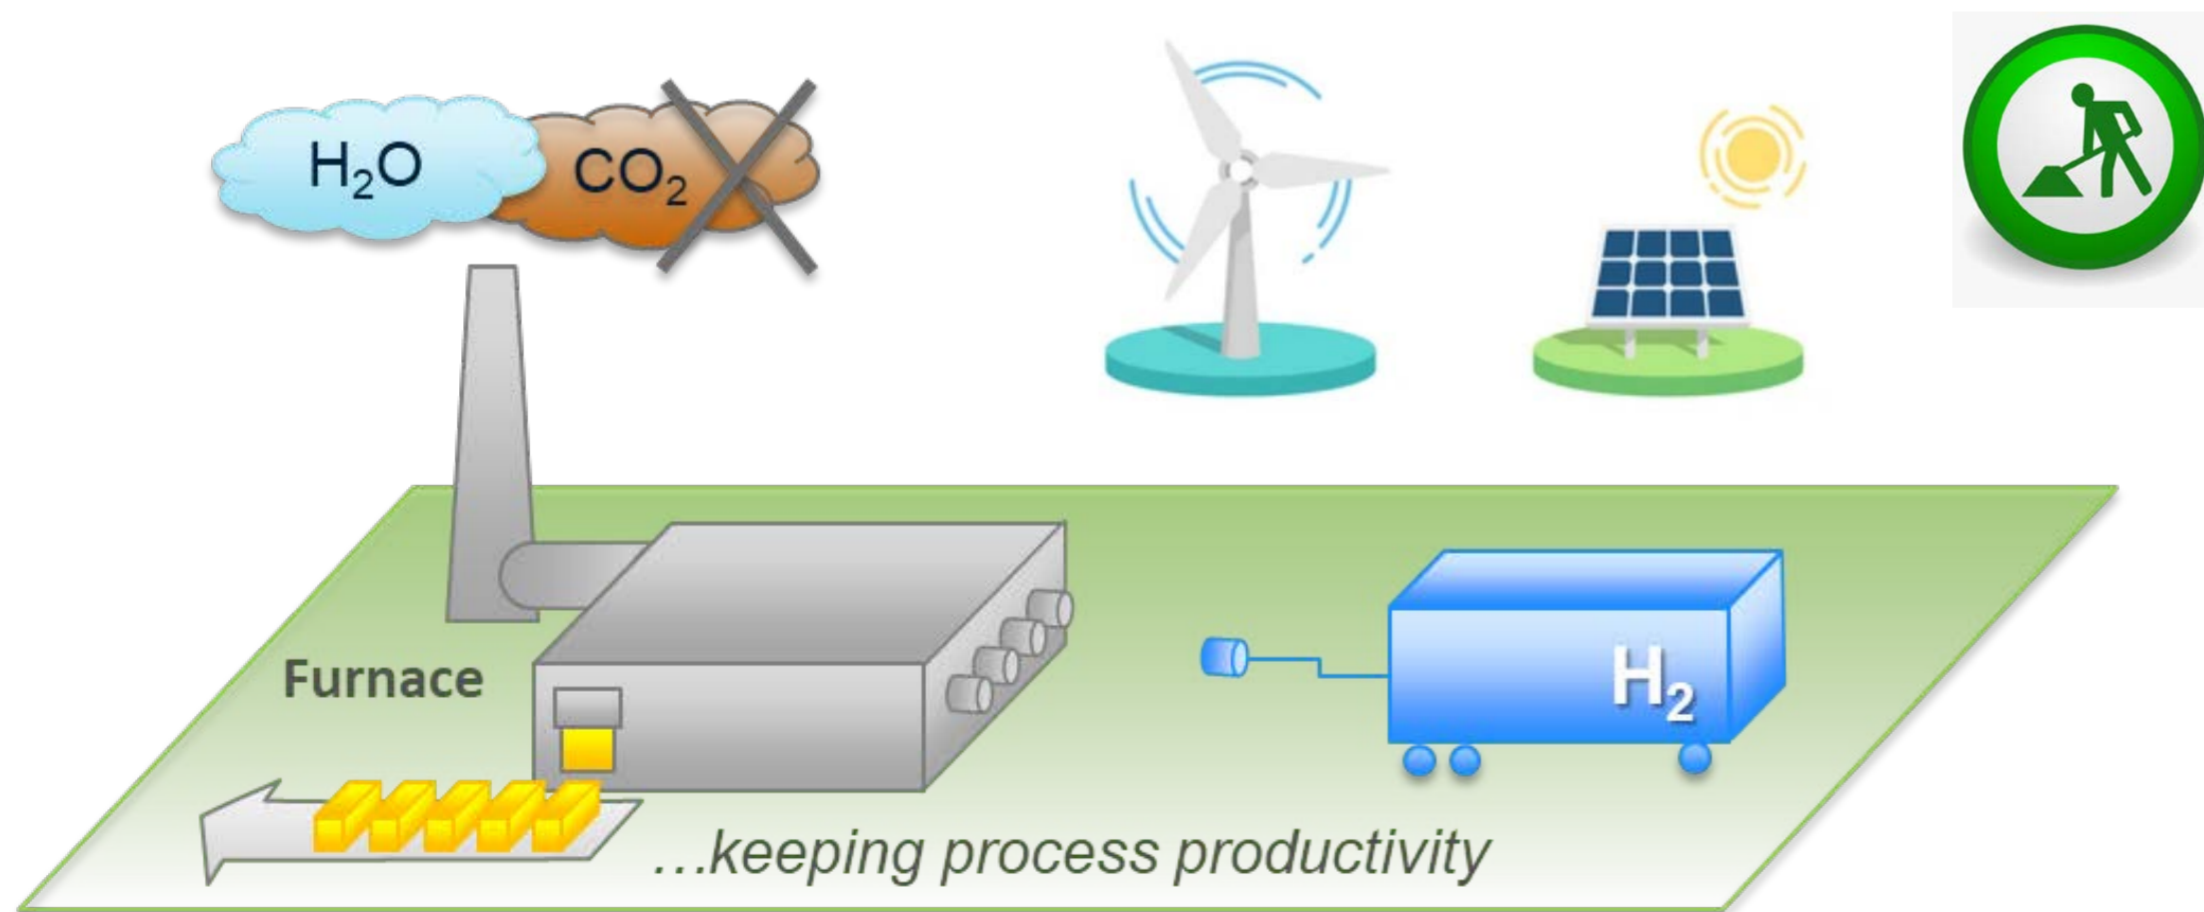 H₂O
CO₂
Furnace
H₂
...keeping process productivity